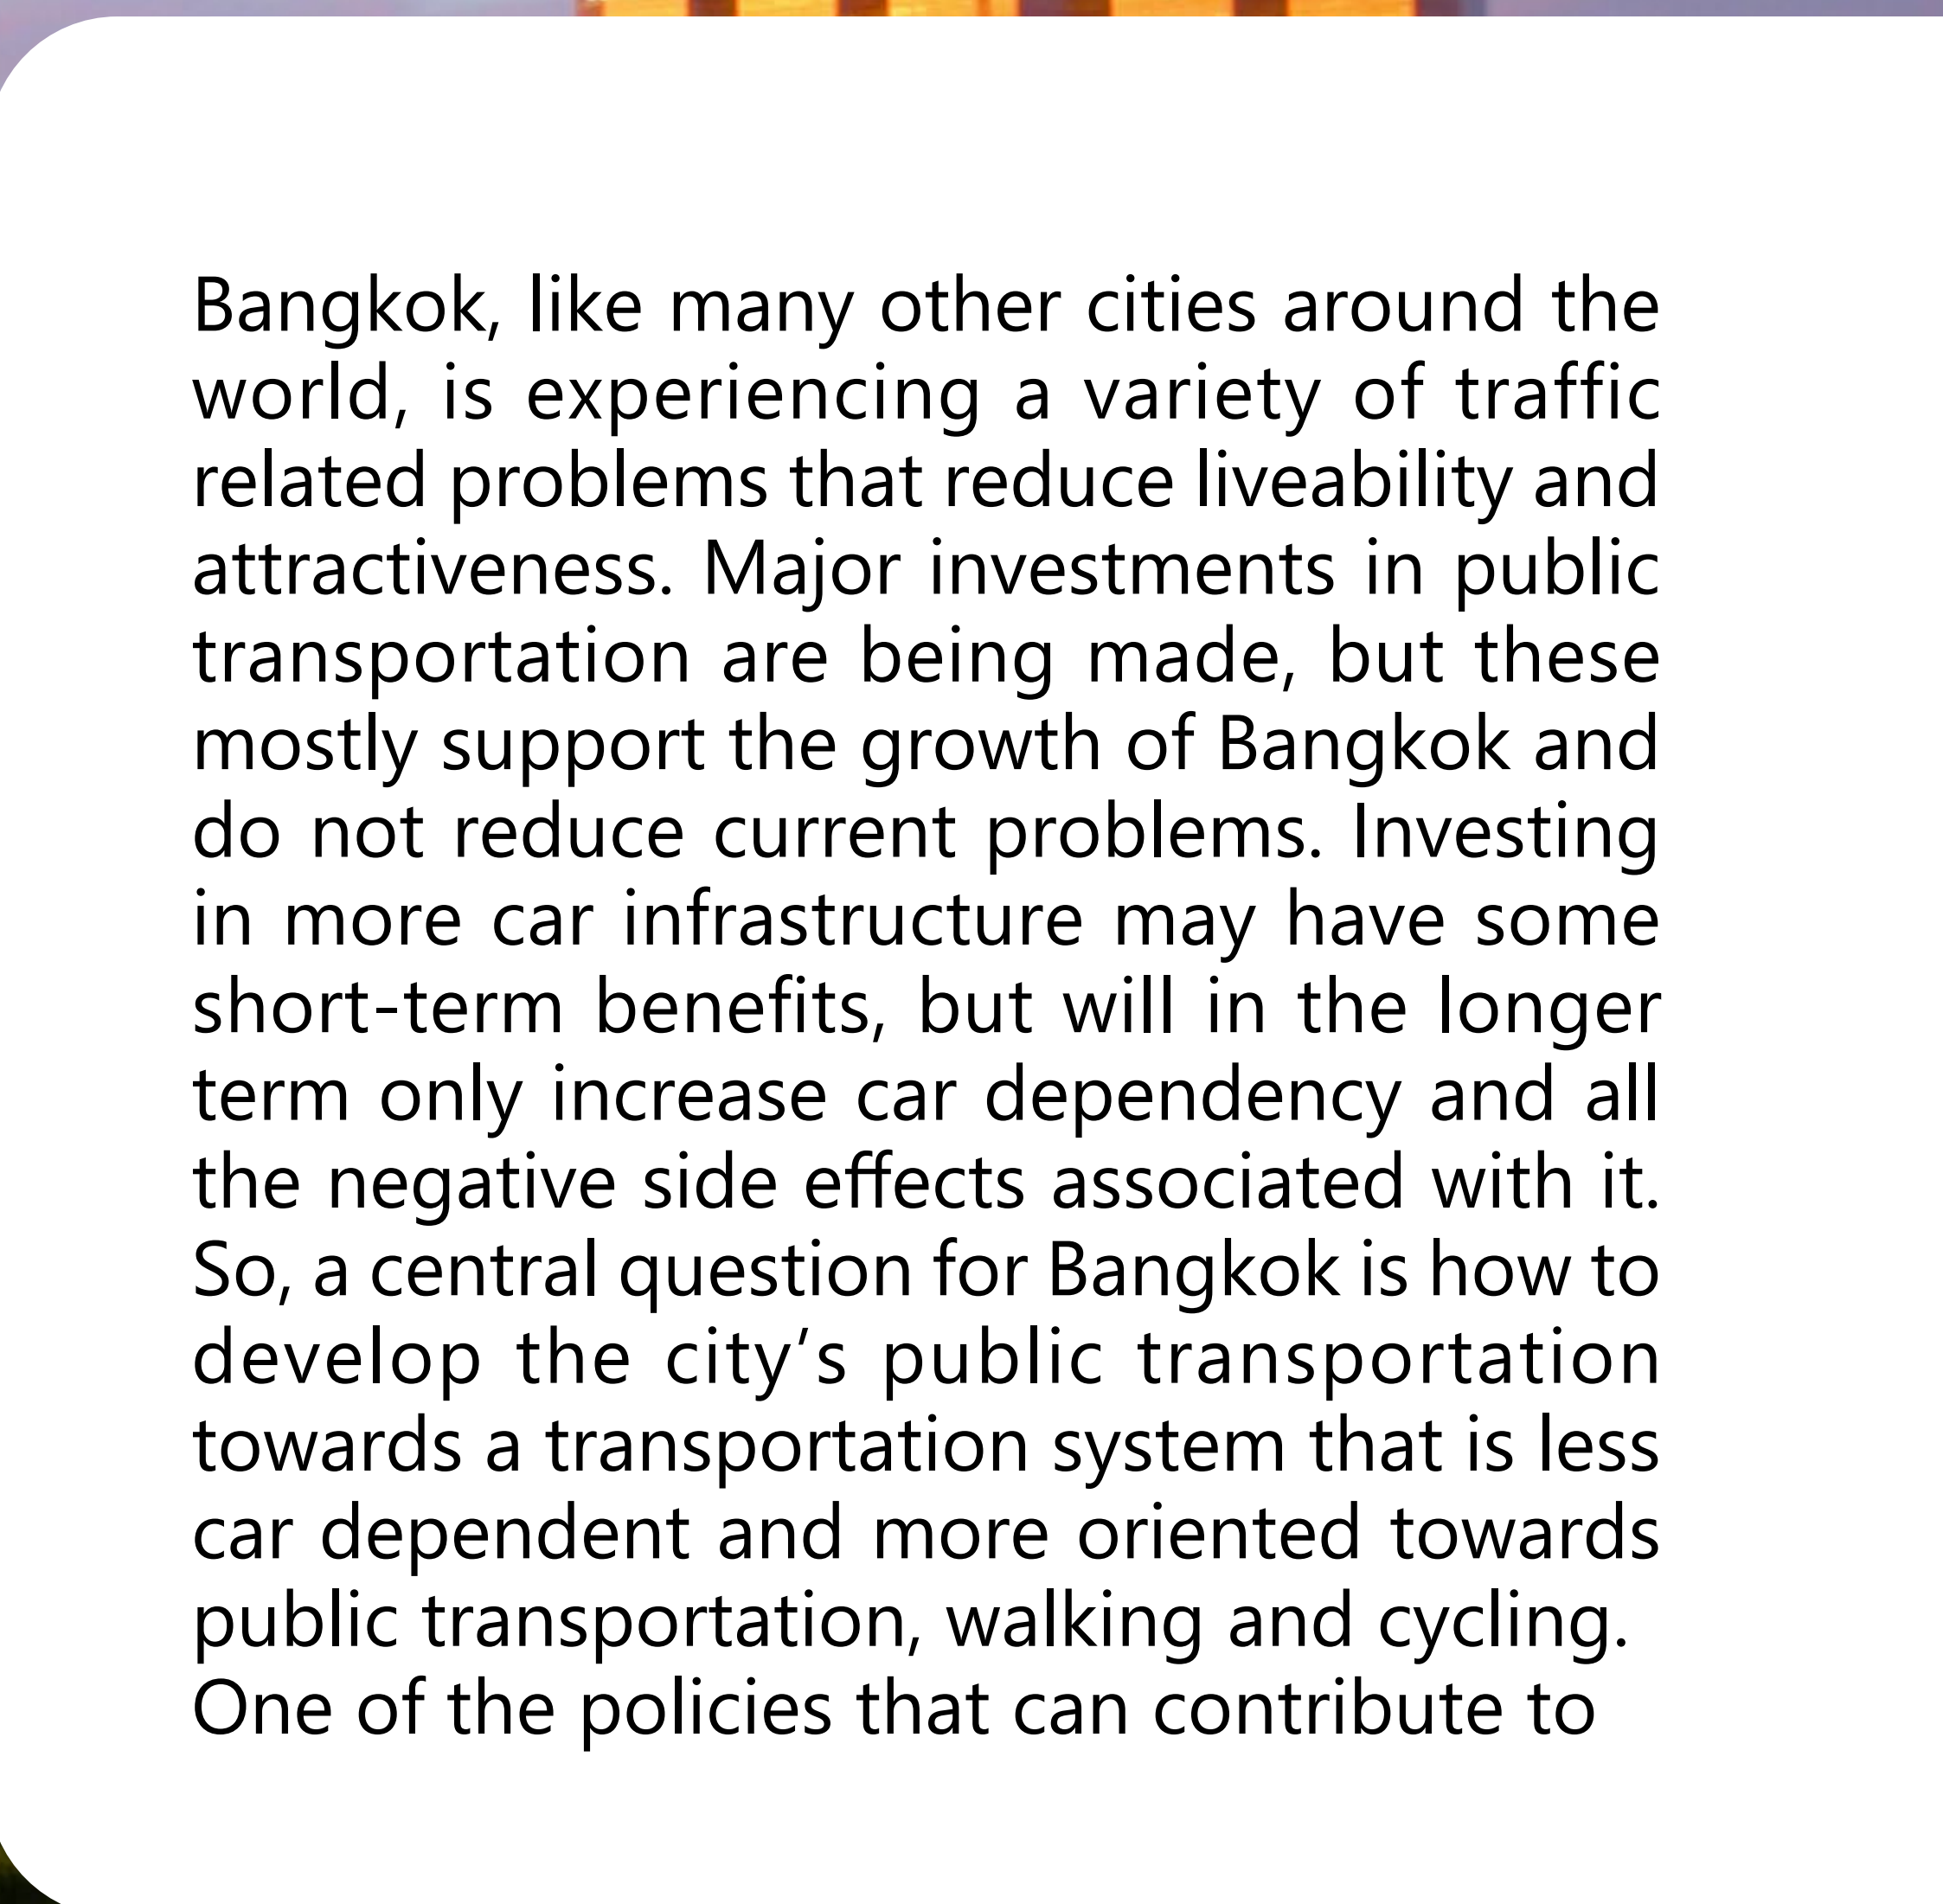 Bangkok, like many other cities around the
world, is experiencing a variety of traffic
related problems that reduce liveability and
attractiveness. Major investments in public
transportation are being made, but these
mostly support the growth of Bangkok and
do not reduce current problems. Investing
in more car infrastructure may have some
short-term benefits, but will in the longer
term only increase car dependency and all
the negative side effects associated with it.
So, a central question for Bangkok is how to
develop the city‘s public transportation
towards a transportation system that is less
car dependent and more oriented towards
public transportation, walking and cycling.
One of the policies that can contribute to